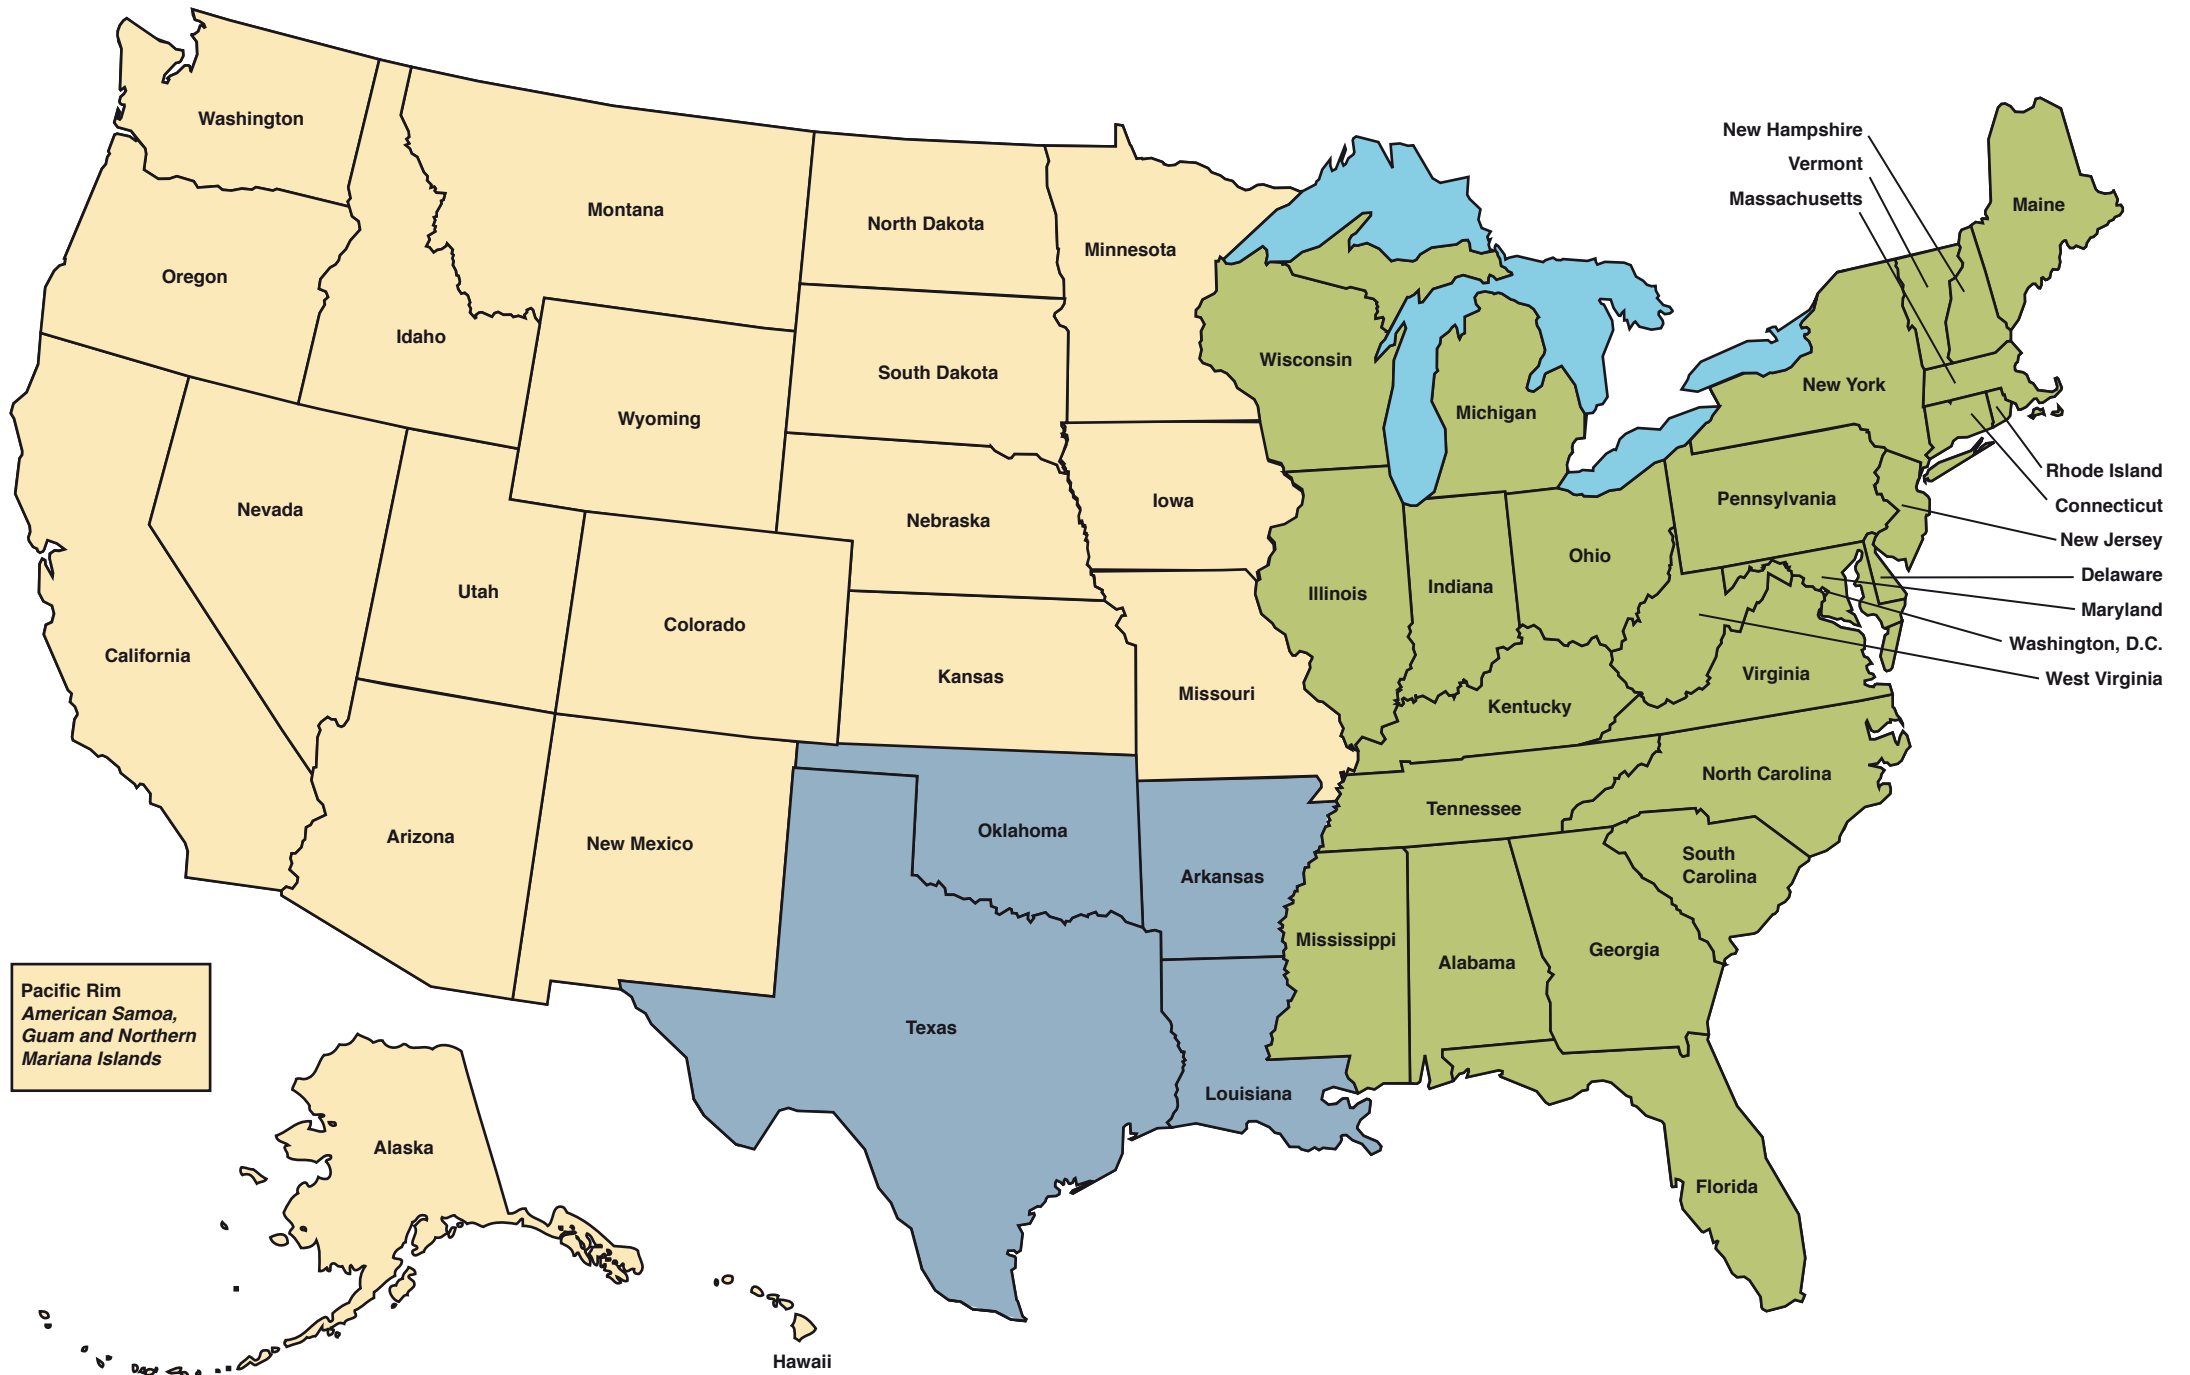 Washington
Oregon
Idaho
Montana
North Dakota
Minnesota
South Dakota
Wyoming
Nebraska
Iowa
Nevada
Utah
Colorado
Kansas
Missouri
California
Arizona
New Mexico
Oklahoma
Arkansas
Texas
Louisiana
Wisconsin
Michigan
Illinois
Indiana
Ohio
Kentucky
Tennessee
Mississippi
Alabama
Georgia
Florida
South
Carolina
North Carolina
Virginia
Pennsylvania
New York
Maine
New Hampshire
Vermont
Massachusetts
Rhode Island
Connecticut
New Jersey
Delaware
Maryland
Washington, D.C.
West Virginia
Pacific Rim
American Samoa,
Guam and Northern
Mariana Islands
Alaska
Hawaii